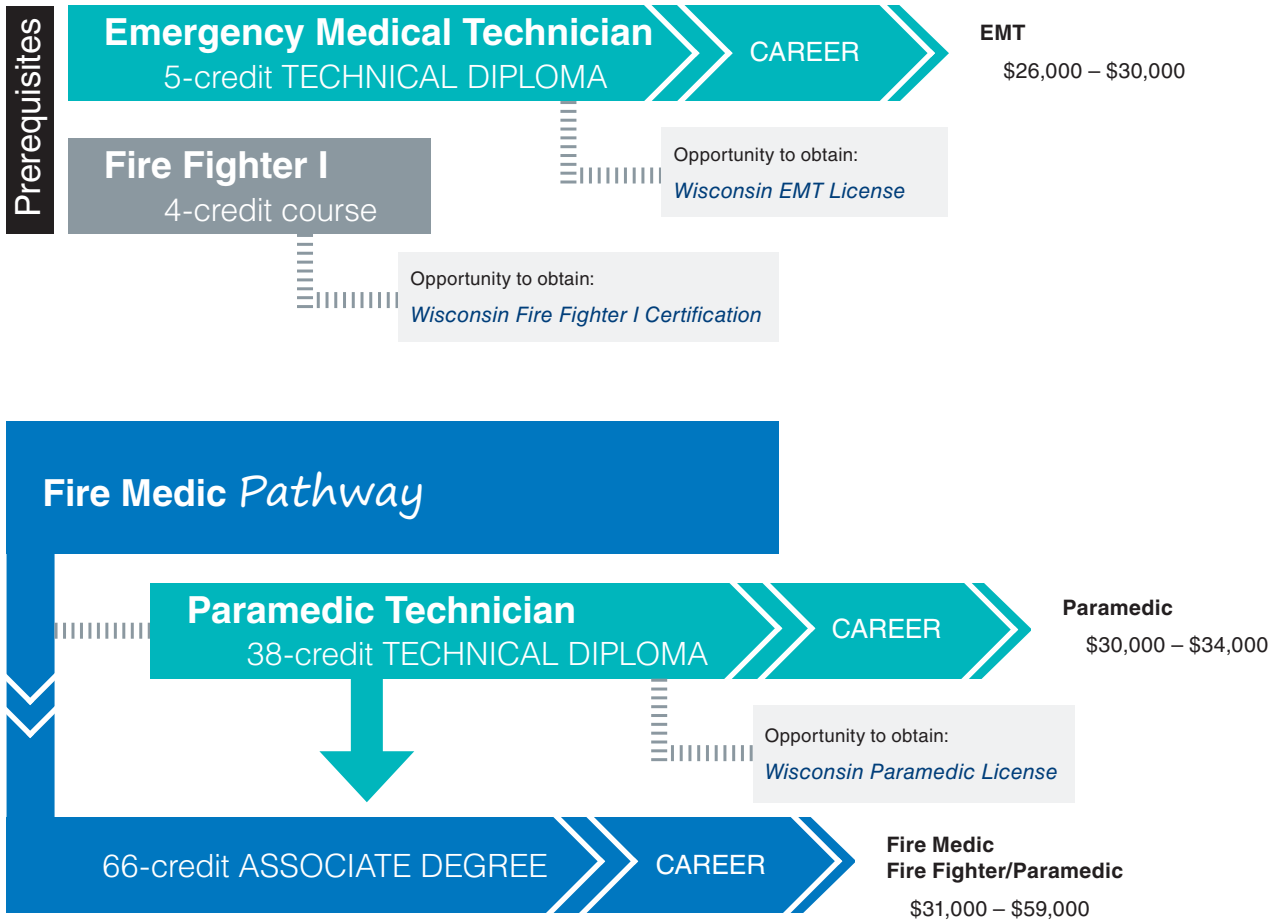 Prerequisites
Emergency Medical Technician
5-credit TECHNICAL DIPLOMA
CAREER
EMT
$26,000 – $30,000
Opportunity to obtain:
Wisconsin EMT License
Fire Fighter I
4-credit course
Opportunity to obtain:
Wisconsin Fire Fighter I Certification
Fire Medic Pathway
Paramedic Technician
38-credit TECHNICAL DIPLOMA
CAREER
Paramedic
$30,000 – $34,000
Opportunity to obtain:
Wisconsin Paramedic License
66-credit ASSOCIATE DEGREE
CAREER
Fire Medic
Fire Fighter/Paramedic
$31,000 – $59,000